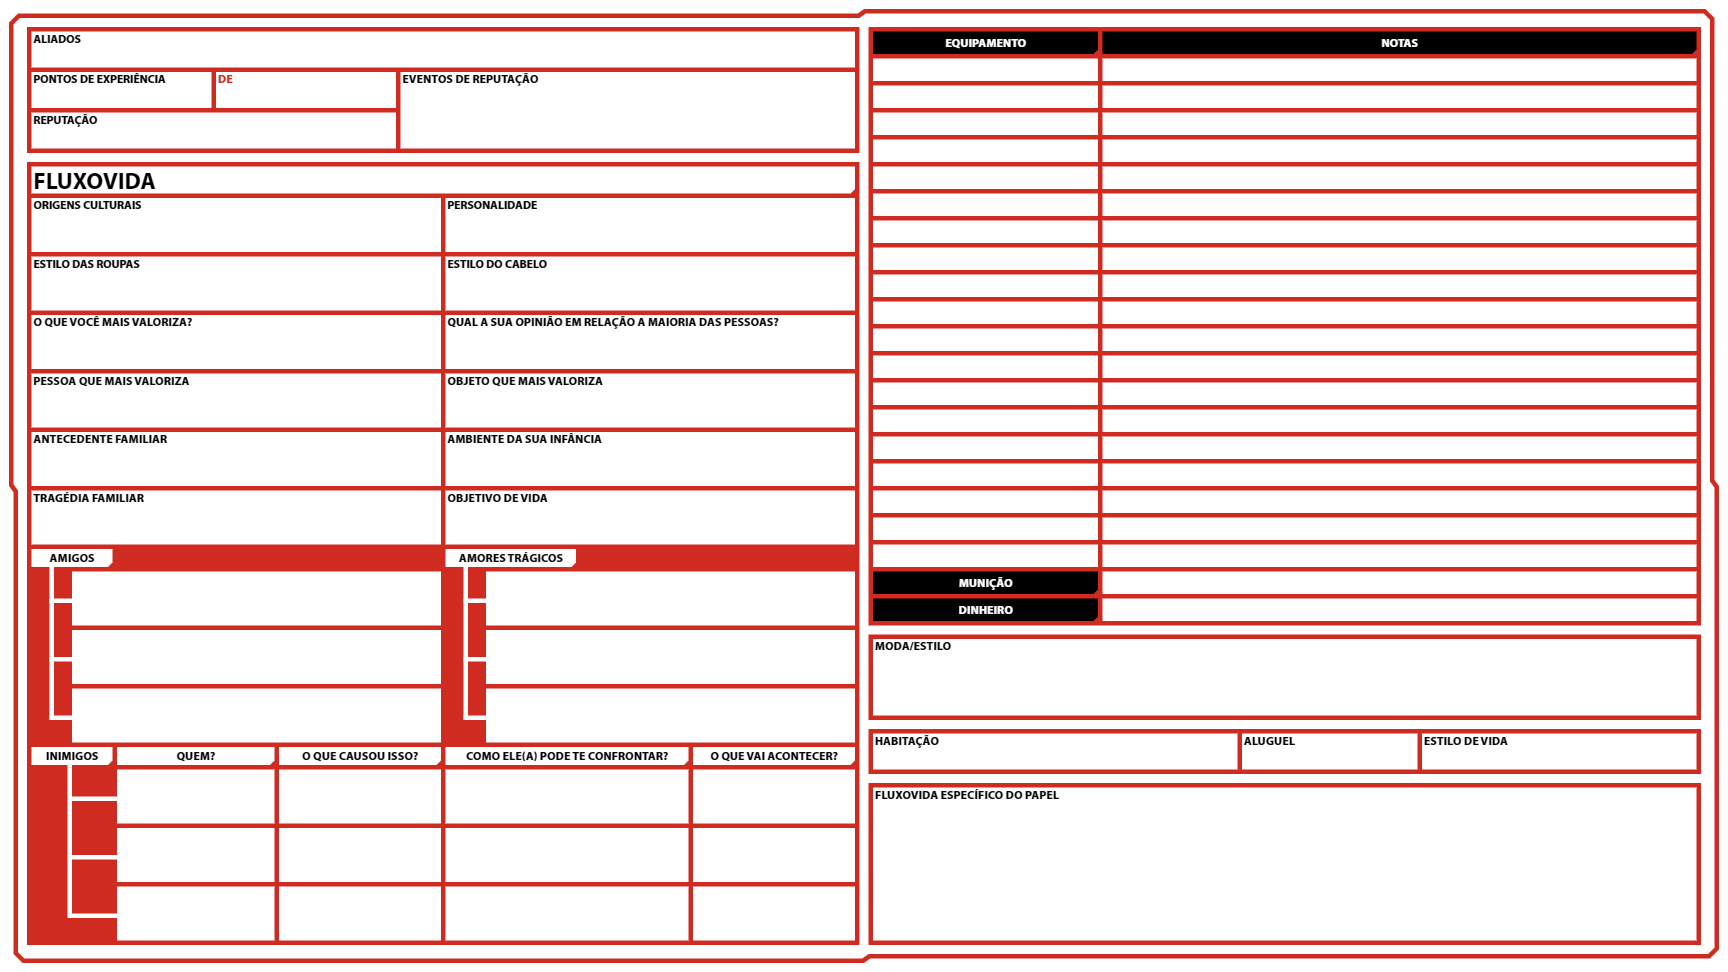 ALIADOS
PONTOS DE EXPERIÊNCIA
DE
EVENTOS DE REPUTAÇÃO
REPUTAÇÃO
FLUXOVIDA
ORIGENS CULTURAIS
PERSONALIDADE
ESTILO DAS ROUPAS
ESTILO DO CABELO
O QUE VOCÊ MAIS VALORIZA?
QUAL A SUA OPINIÃO EM RELAÇÃO A MAIORIA DAS PESSOAS?
PESSOA QUE MAIS VALORIZA
OBJETO QUE MAIS VALORIZA
ANTECEDENTE FAMILIAR
AMBIENTE DA SUA INFÂNCIA
TRAGÉDIA FAMILIAR
OBJETIVO DE VIDA
AMIGOS
AMORES TRÁGICOS
INIMIGOS
QUEM?
O QUE CAUSOU ISSO?
COMO ELE(A) PODE TE CONFRONTAR?
O QUE VAI ACONTECER?
EQUIPAMENTO
NOTAS
MUNIÇÃO
DINHEIRO
MODA/ESTILO
HABITAÇÃO
ALUGUEL
ESTILO DE VIDA
FLUXOVIDA ESPECÍFICO DO PAPEL